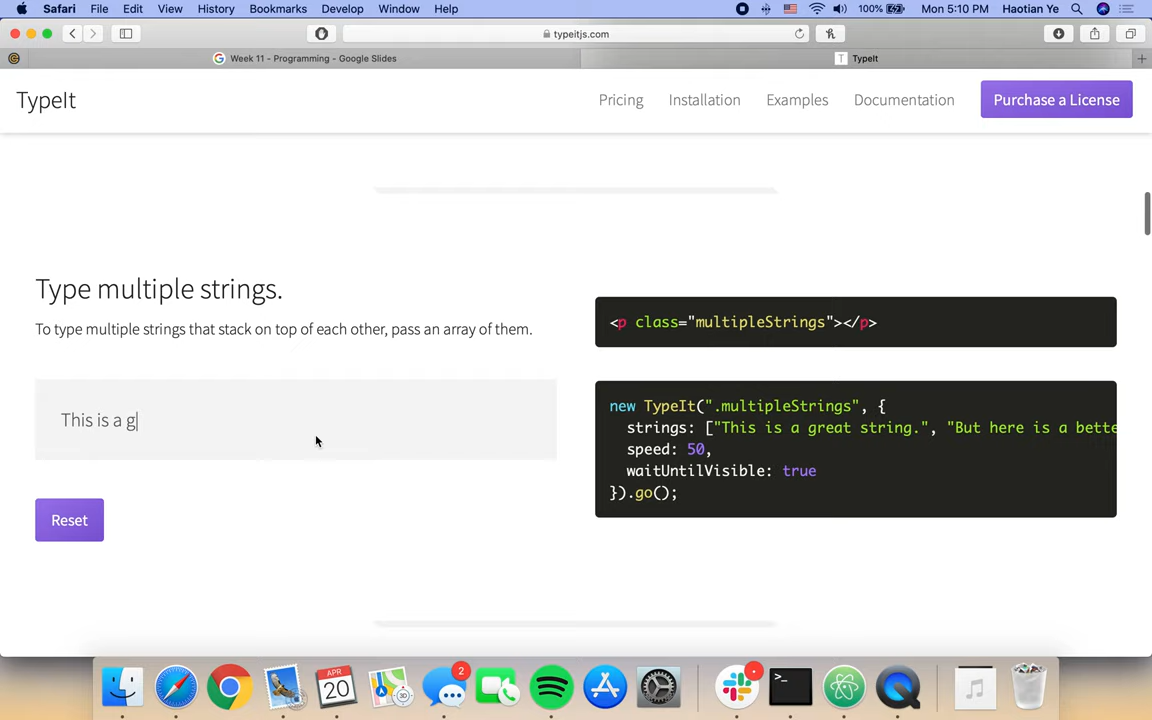 Safari File Edit View History Bookmarks Develop Window Help 100% Mon 5:10 PM Haotian Ye
typeitjs.com
Week 11 - Programming - Google Slides
T TypeIt
TypeIt
Pricing Installation Examples Documentation Purchase a License
Type multiple strings.
To type multiple strings that stack on top of each other, pass an array of them.
This is a g
Reset
<p class="multipleStrings"></p>
new TypeIt(".multipleStrings", {
strings: ["This is a great string.", "But here is a bette
speed: 50,
waitUntilVisible: true
}).go();
APR
20
2
>_